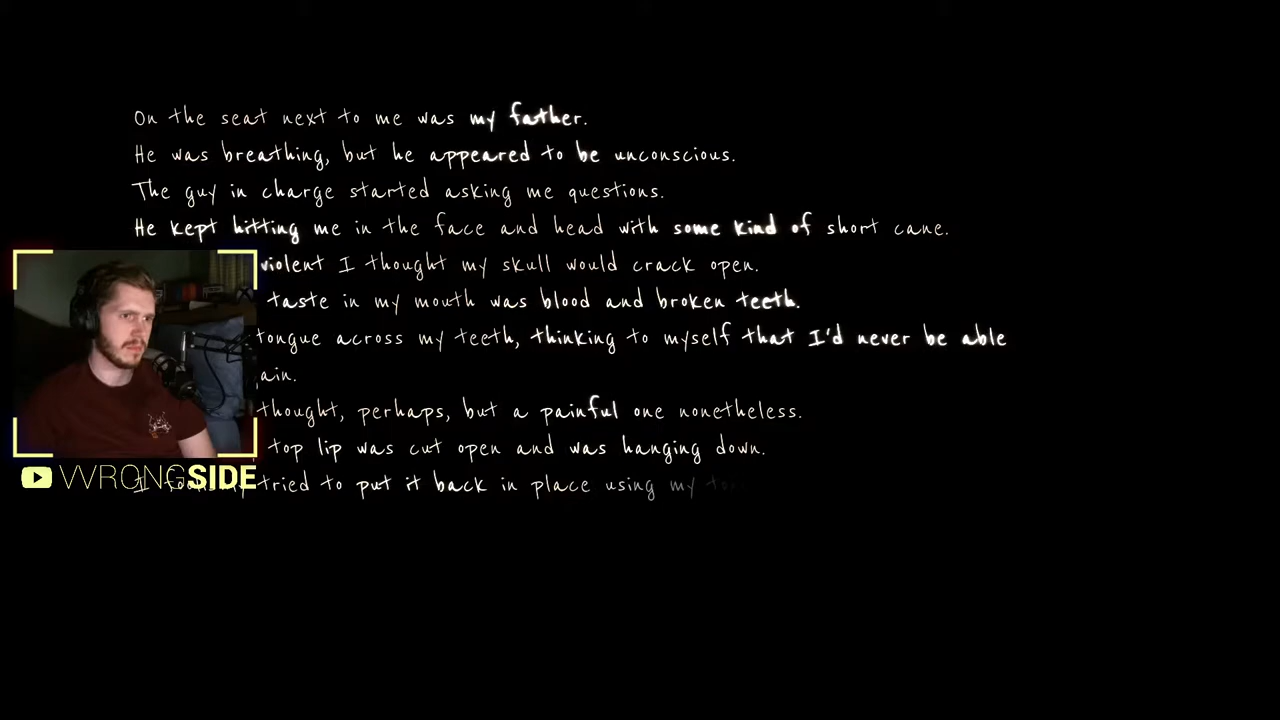 On the seat next to me was my father.
He was breathing, but he appeared to be unconscious.
The guy in charge started asking me questions.
He kept hitting me in the face and head with some kind of short cane.
violent I thought my skull would crack open.
taste in my mouth was blood and broken teeth.
tongue across my teeth, thinking to myself that I'd never be able
thought, perhaps, but a painful one nonetheless.
top lip was cut open and was hanging down.
tried to put it back in place using my
VVRONGSIDE